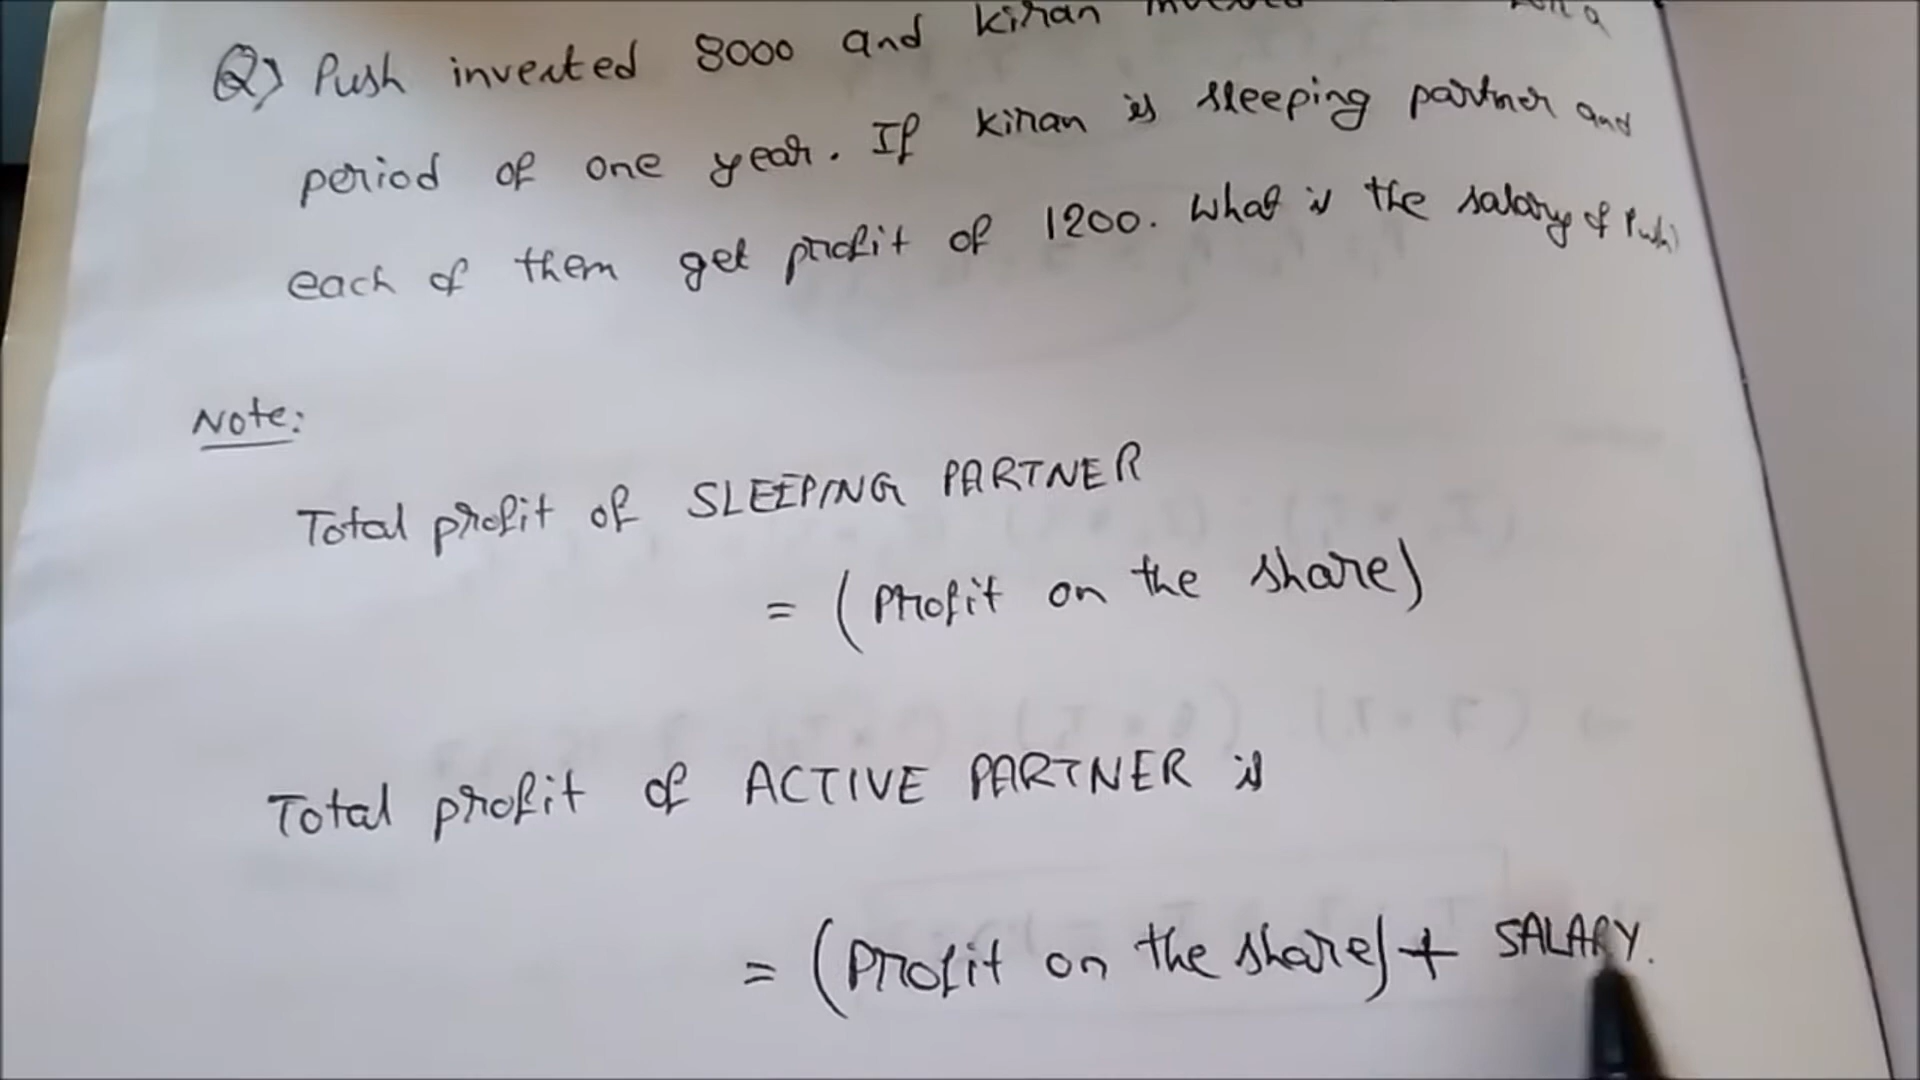 Q) Push invested 8000 and kiran
period of one year. If kiran is sleeping partner and
each of them get profit of 1200. What is the salary of Push
Note:
Total profit of SLEEPING PARTNER
= (Profit on the share)
Total profit of ACTIVE PARTNER is
= (Profit on the share) + SALARY.